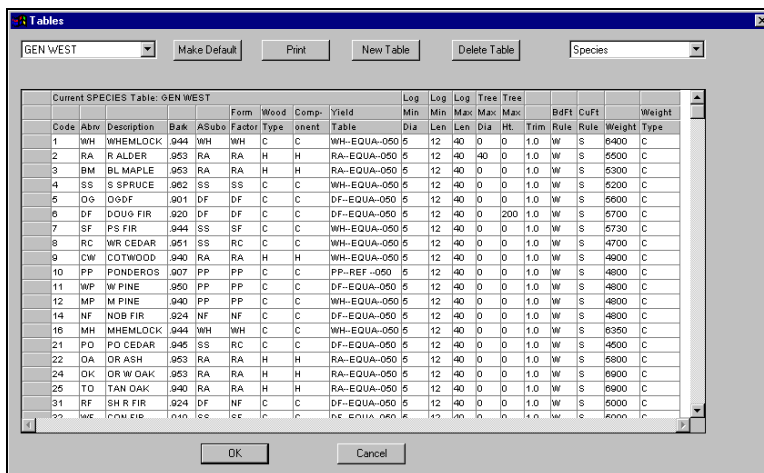 Tables
GEN WEST Make Default Print New Table Delete Table Species
Current SPECIES Table: GEN WEST Log Log Log Tree Tree
Form Wood Comp- Yield Min Min Max Max Max BdFt CuFt Weight
Code Abrv Description Bark ASubo Factor Type onent Table Dia Len Len Dia Ht. Trim Rule Rule Weight Type
1 WH WHEMLOCK .944 WH WH C C WH--EQUA--050 5 12 40 0 0 1.0 W S 6400 C
2 RA R ALDER .953 RA RA H H RA--EQUA--050 5 12 40 40 0 1.0 W S 5500 C
3 BM BL MAPLE .953 RA RA H H RA--EQUA--050 5 12 40 0 0 1.0 W S 5300 C
4 SS S SPRUCE .962 SS SS C C WH--EQUA--050 5 12 40 0 0 1.0 W S 5200 C
5 OG OGDF .901 DF DF C C DF--EQUA--050 5 12 40 0 0 1.0 W S 5600 C
6 DF DOUG FIR .920 DF DF C C DF--EQUA--050 5 12 40 0 200 1.0 W S 5700 C
7 SF PS FIR .944 SS SF C C WH--EQUA--050 5 12 40 0 0 1.0 W S 5730 C
8 RC WR CEDAR .951 SS RC C C WH--EQUA--050 5 12 40 0 0 1.0 W S 4700 C
9 CW COTWOOD .940 RA RA H H RA--EQUA--050 5 12 40 0 0 1.0 W S 4900 C
10 PP PONDEROS .907 PP PP C C PP--REF --050 5 12 40 0 0 1.0 W S 4800 C
11 WP W PINE .950 PP PP C C DF--EQUA--050 5 12 40 0 0 1.0 W S 4800 C
12 MP M PINE .940 PP PP C C WH--EQUA--050 5 12 40 0 0 1.0 W S 4800 C
14 NF NOB FIR .924 NF NF C C DF--EQUA--050 5 12 40 0 0 1.0 W S 4800 C
16 MH MHEMLOCK .944 WH WH C C WH--EQUA--050 5 12 40 0 0 1.0 W S 6350 C
21 PO PO CEDAR .945 SS RC C C DF--EQUA--050 5 12 40 0 0 1.0 W S 4500 C
22 OA OR ASH .953 RA RA H H RA--EQUA--050 5 12 40 0 0 1.0 W S 5800 C
24 OK OR W OAK .953 RA RA H H RA--EQUA--050 5 12 40 0 0 1.0 W S 6900 C
25 TO TAN OAK .940 RA RA H H RA--EQUA--050 5 12 40 0 0 1.0 W S 6900 C
31 RF SH R FIR .924 DF NF C C DF--EQUA--050 5 12 40 0 0 1.0 W S 5000 C
OK Cancel